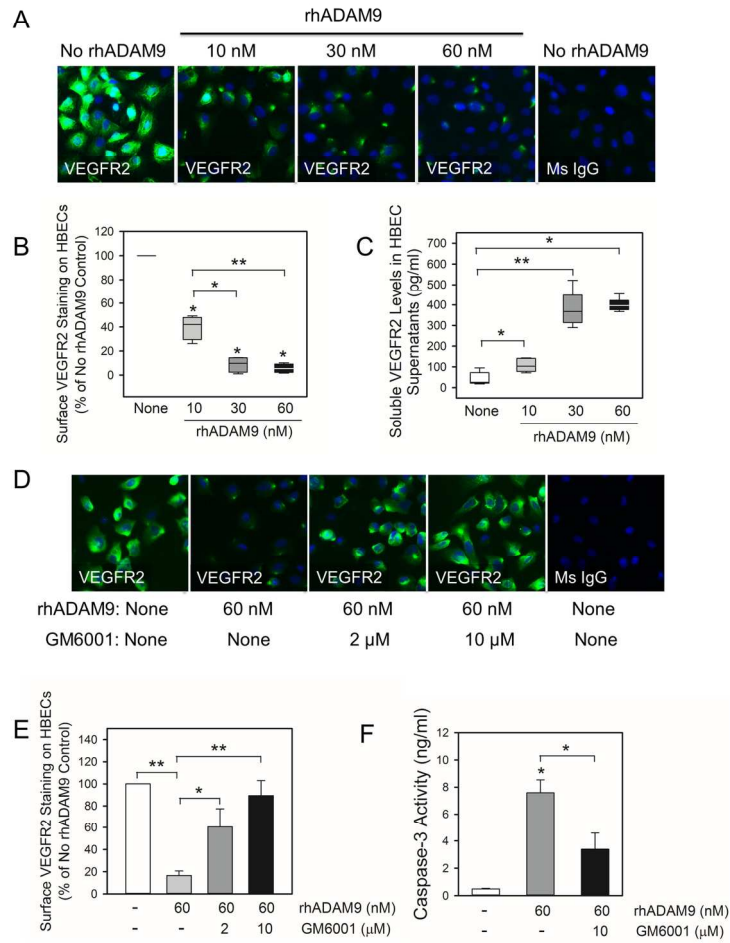 A
rhADAM9
No rhADAM9 10 nM 30 nM 60 nM No rhADAM9
VEGFR2 VEGFR2 VEGFR2 VEGFR2 Ms IgG
B
Surface VEGFR2 Staining on HBECs
(% of No rhADAM9 Control)
120
100
80
60
40
20
0
**
*
*
*
*
None 10 30 60
rhADAM9 (nM)
C
Soluble VEGFR2 Levels in HBEC
Supernatants (pg/ml)
700
600
500
400
300
200
100
0
*
**
*
None 10 30 60
rhADAM9 (nM)
D
VEGFR2 VEGFR2 VEGFR2 VEGFR2 Ms IgG
rhADAM9: None 60 nM 60 nM 60 nM None
GM6001: None None 2 µM 10 µM None
E
Surface VEGFR2 Staining on HBECs
(% of No rhADAM9 Control)
140
120
100
80
60
40
20
0
** **
*
- 60 60 60 rhADAM9 (nM)
- - 2 10 GM6001 (µM)
F
Caspase-3 Activity (ng/ml)
12
10
8
6
4
2
0
*
*
- 60 60 rhADAM9 (nM)
- - 10 GM6001 (µM)